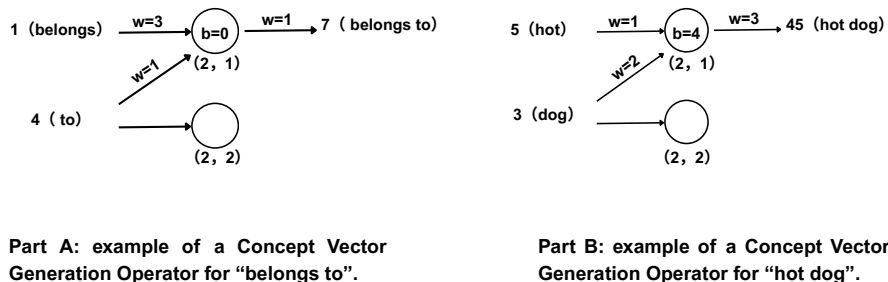 1（belongs) w=3 b=0 w=1 7（ belongs to)
(2，1)
w=1
4（ to)
(2，2)
5 (hot) w=1 b=4 w=3 45 (hot dog)
(2，1)
w=2
3 (dog)
(2，2)
Part A: example of a Concept Vector
Generation Operator for “belongs to”.
Part B: example of a Concept Vector
Generation Operator for “hot dog”.